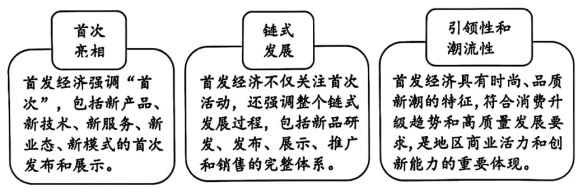 首次
亮相
首发经济强调“首
次”，包括新产品、
新技术、新服务、新
业态、新模式的首次
发布和展示。
链式
发展
首发经济不仅关注首次
活动，还强调整个链式
发展过程，包括新品研
发、发布、展示、推广
和销售的完整体系。
引领性和
潮流性
首发经济具有时尚、品质
新潮的特征，符合消费升
级趋势和高质量发展要
求，是地区商业活力和创
新能力的重要体现。